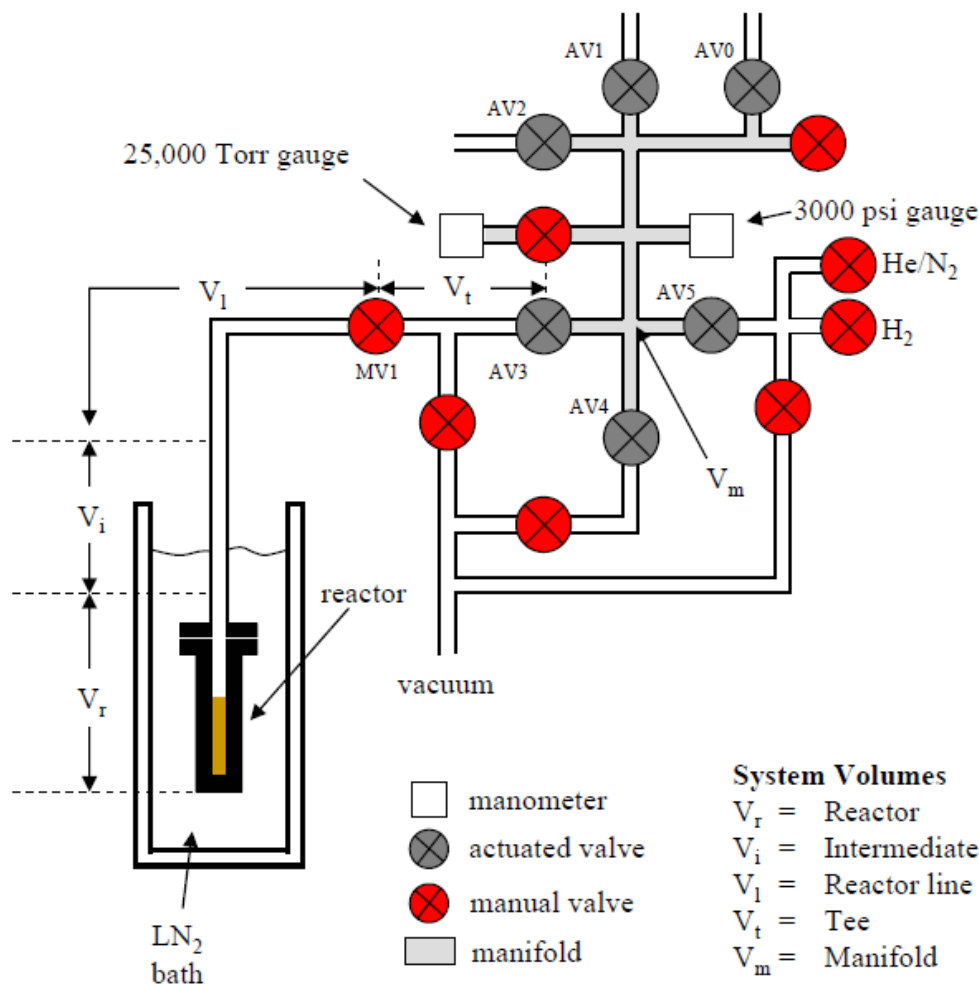 AV1
AV0
AV2
25,000 Torr gauge
3000 psi gauge
He/N₂
V₁
Vₜ
AV5
H₂
MV1
AV3
AV4
Vₘ
Vᵢ
reactor
Vᵣ
vacuum
LN₂
bath
manometer
actuated valve
manual valve
manifold
System Volumes
Vᵣ = Reactor
Vᵢ = Intermediate
Vₗ = Reactor line
Vₜ = Tee
Vₘ = Manifold